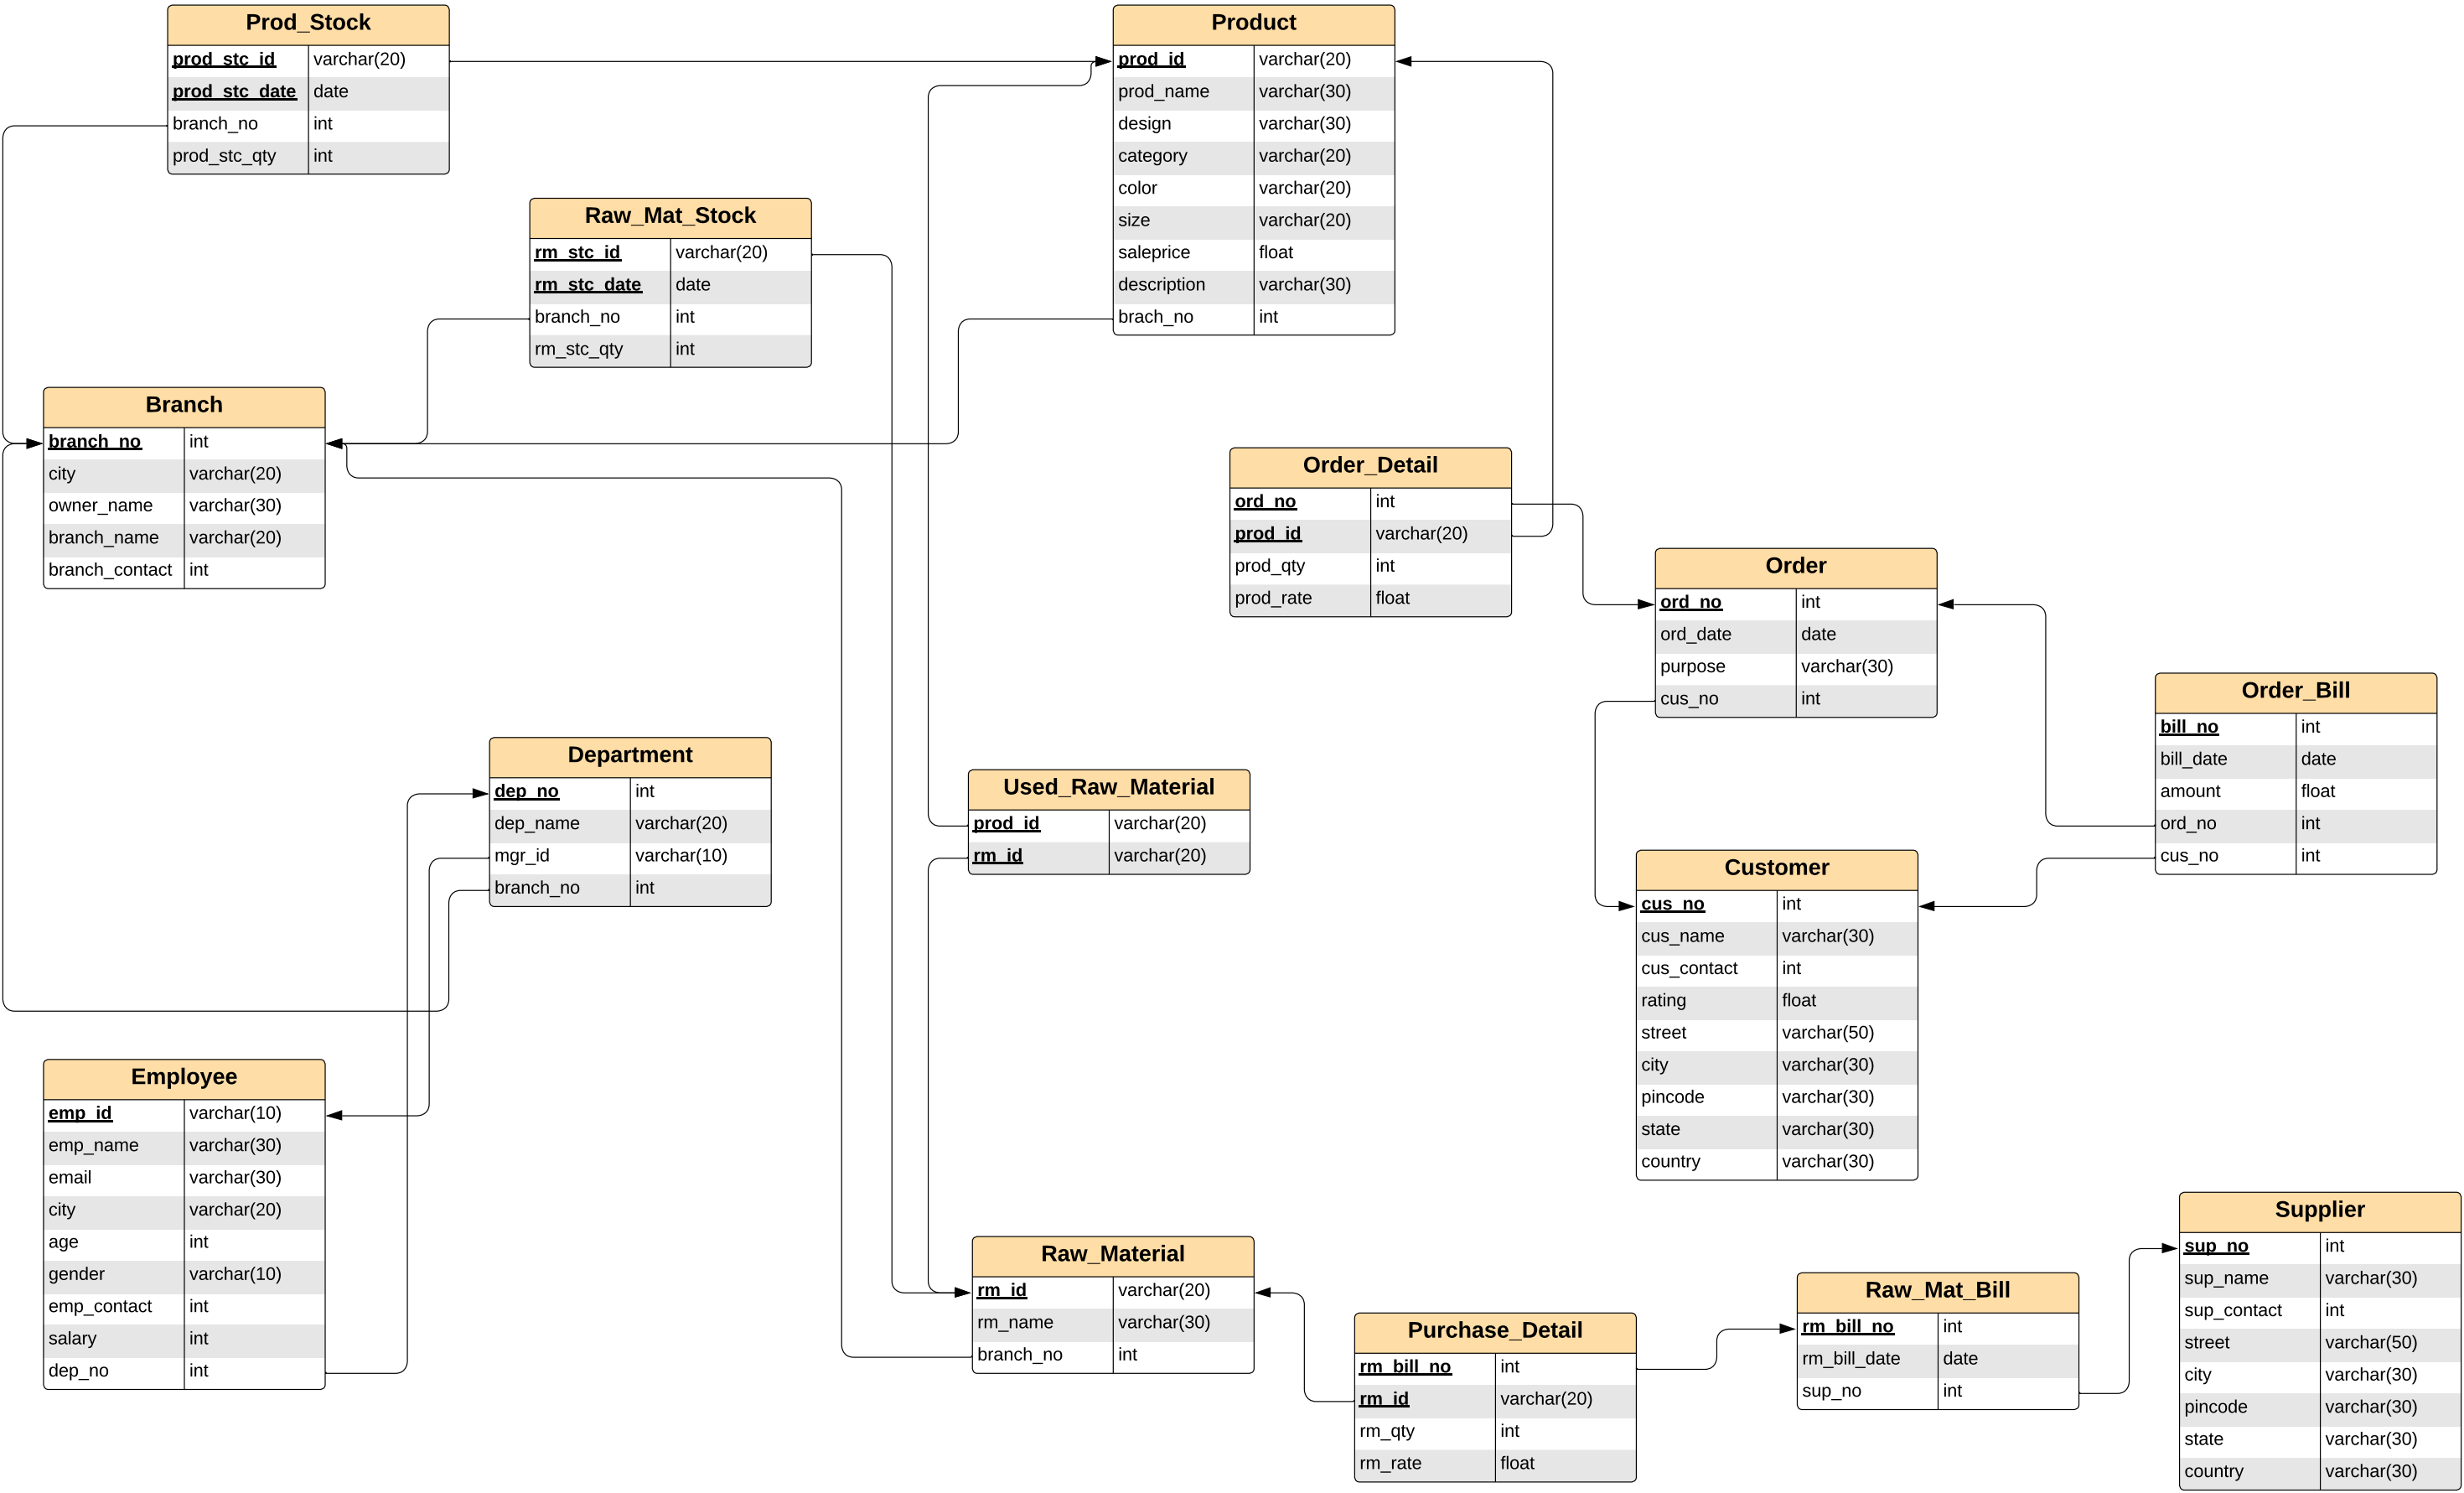 Prod_Stock
prod_stc_id varchar(20)
prod_stc_date date
branch_no int
prod_stc_qty int
Product
prod_id varchar(20)
prod_name varchar(30)
design varchar(30)
category varchar(20)
color varchar(20)
size varchar(20)
saleprice float
description varchar(30)
brach_no int
Raw_Mat_Stock
rm_stc_id varchar(20)
rm_stc_date date
branch_no int
rm_stc_qty int
Branch
branch_no int
city varchar(20)
owner_name varchar(30)
branch_name varchar(20)
branch_contact int
Order_Detail
ord_no int
prod_id varchar(20)
prod_qty int
prod_rate float
Order
ord_no int
ord_date date
purpose varchar(30)
cus_no int
Order_Bill
bill_no int
bill_date date
amount float
ord_no int
cus_no int
Department
dep_no int
dep_name varchar(20)
mgr_id varchar(10)
branch_no int
Used_Raw_Material
prod_id varchar(20)
rm_id varchar(20)
Customer
cus_no int
cus_name varchar(30)
cus_contact int
rating float
street varchar(50)
city varchar(30)
pincode varchar(30)
state varchar(30)
country varchar(30)
Employee
emp_id varchar(10)
emp_name varchar(30)
email varchar(30)
city varchar(20)
age int
gender varchar(10)
emp_contact int
salary int
dep_no int
Raw_Material
rm_id varchar(20)
rm_name varchar(30)
branch_no int
Purchase_Detail
rm_bill_no int
rm_id varchar(20)
rm_qty int
rm_rate float
Raw_Mat_Bill
rm_bill_no int
rm_bill_date date
sup_no int
Supplier
sup_no int
sup_name varchar(30)
sup_contact int
street varchar(50)
city varchar(30)
pincode varchar(30)
state varchar(30)
country varchar(30)